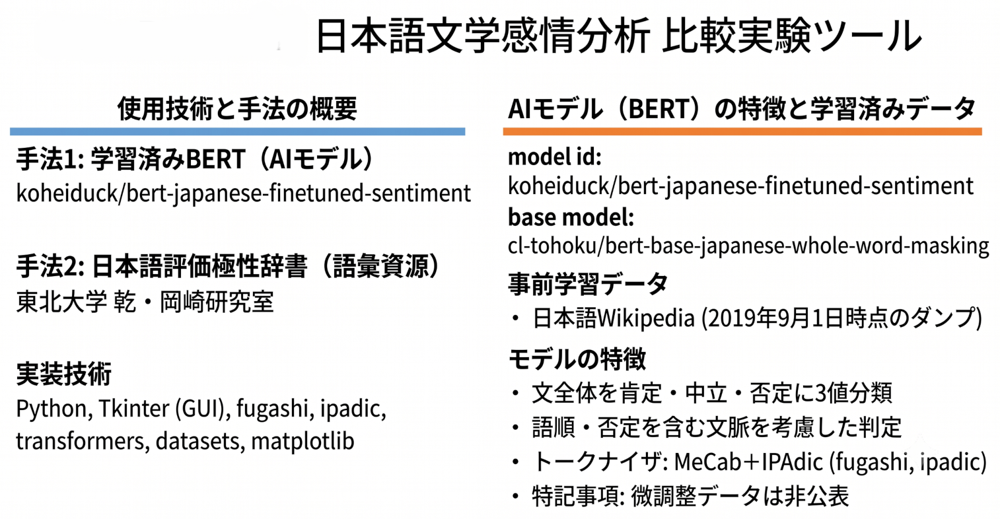 日本語文学感情分析 比較実験ツール
使用技術と手法の概要
手法1: 学習済みBERT（AIモデル）
koheiduck/bert-japanese-finetuned-sentiment
手法2: 日本語評価極性辞書（語彙資源）
東北大学 乾・岡崎研究室
実装技術
Python, Tkinter (GUI), fugashi, ipadic,
transformers, datasets, matplotlib
AIモデル（BERT）の特徴と学習済みデータ
model id:
koheiduck/bert-japanese-finetuned-sentiment
base model:
cl-tohoku/bert-base-japanese-whole-word-masking
事前学習データ
・ 日本語Wikipedia (2019年9月1日時点のダンプ)
モデルの特徴
・ 文全体を肯定・中立・否定に3値分類
・ 語順・否定を含む文脈を考慮した判定
・ トークナイザ: MeCab＋IPAdic (fugashi, ipadic)
・ 特記事項: 微調整データは非公表